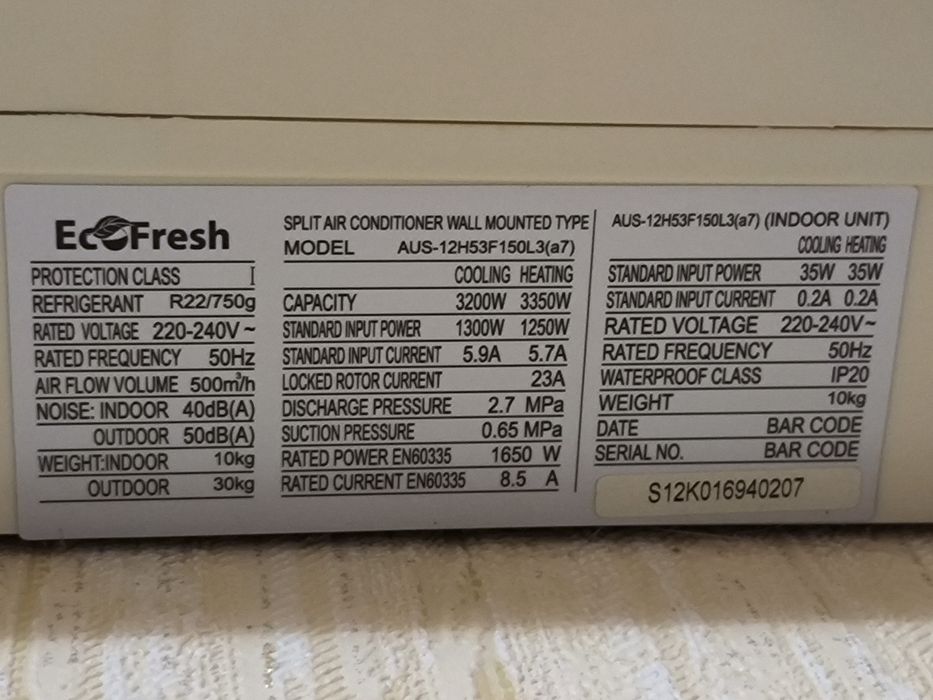 EcoFresh
PROTECTION CLASS I
REFRIGERANT R22/750g
RATED VOLTAGE 220-240V~
RATED FREQUENCY 50Hz
AIR FLOW VOLUME 500m³/h
NOISE: INDOOR 40dB(A)
OUTDOOR 50dB(A)
WEIGHT:INDOOR 10kg
OUTDOOR 30kg
SPLIT AIR CONDITIONER WALL MOUNTED TYPE
MODEL AUS-12H53F150L3(a7)
COOLING HEATING
CAPACITY 3200W 3350W
STANDARD INPUT POWER 1300W 1250W
STANDARD INPUT CURRENT 5.9A 5.7A
LOCKED ROTOR CURRENT 23A
DISCHARGE PRESSURE 2.7 MPa
SUCTION PRESSURE 0.65 MPa
RATED POWER EN60335 1650 W
RATED CURRENT EN60335 8.5 A
AUS-12H53F150L3(a7) (INDOOR UNIT)
COOLING HEATING
STANDARD INPUT POWER 35W 35W
STANDARD INPUT CURRENT 0.2A 0.2A
RATED VOLTAGE 220-240V~
RATED FREQUENCY 50Hz
WATERPROOF CLASS IP20
WEIGHT 10kg
DATE BAR CODE
SERIAL NO. BAR CODE
S12K016940207